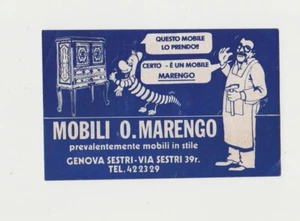 QUESTO MOBILE
LO PRENDO!!
CERTO - È UN MOBILE
MARENGO
MOBILI O. MARENGO
prevalentemente mobili in stile
GENOVA SESTRI - VIA SESTRI 39r.
TEL. 422329